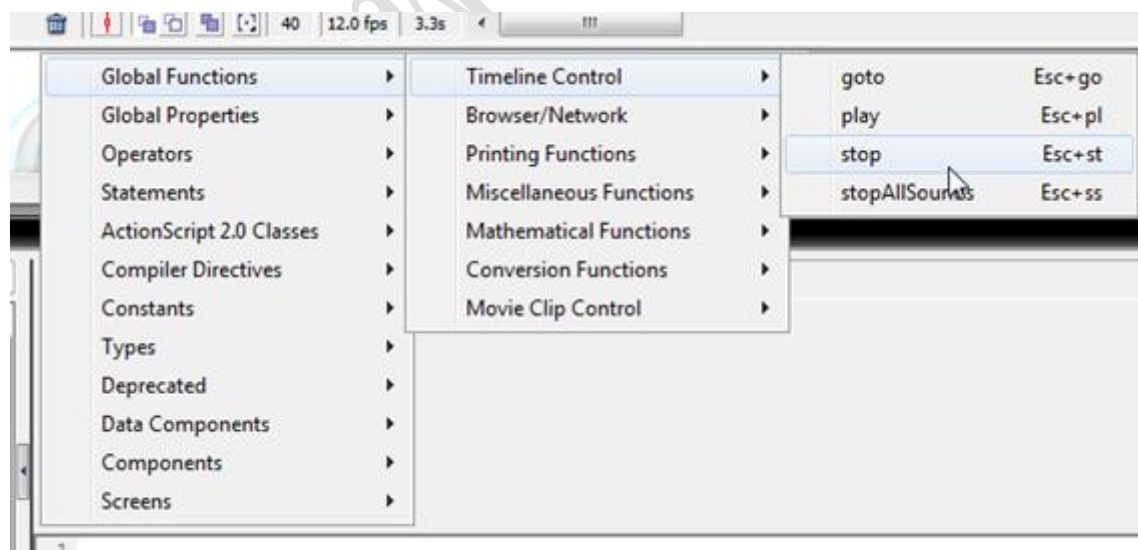 40 12.0 fps 3.3s
Global Functions
Global Properties
Operators
Statements
ActionScript 2.0 Classes
Compiler Directives
Constants
Types
Deprecated
Data Components
Components
Screens
Timeline Control
Browser/Network
Printing Functions
Miscellaneous Functions
Mathematical Functions
Conversion Functions
Movie Clip Control
goto Esc+go
play Esc+pl
stop Esc+st
stopAllSounds Esc+ss